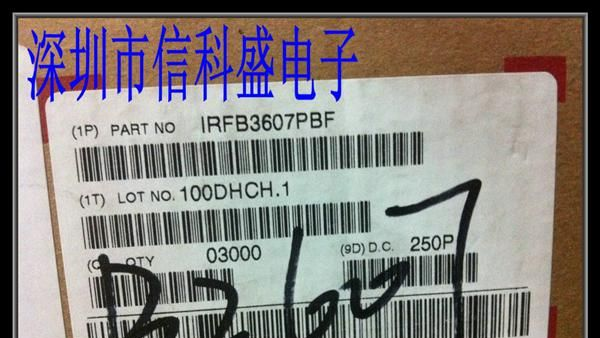 深圳市信科盛电子
(1P) PART NO IRFB3607PBF
(1T) LOT NO. 100DHCH.1
QTY 03000 (9D) D.C. 250P
B3607